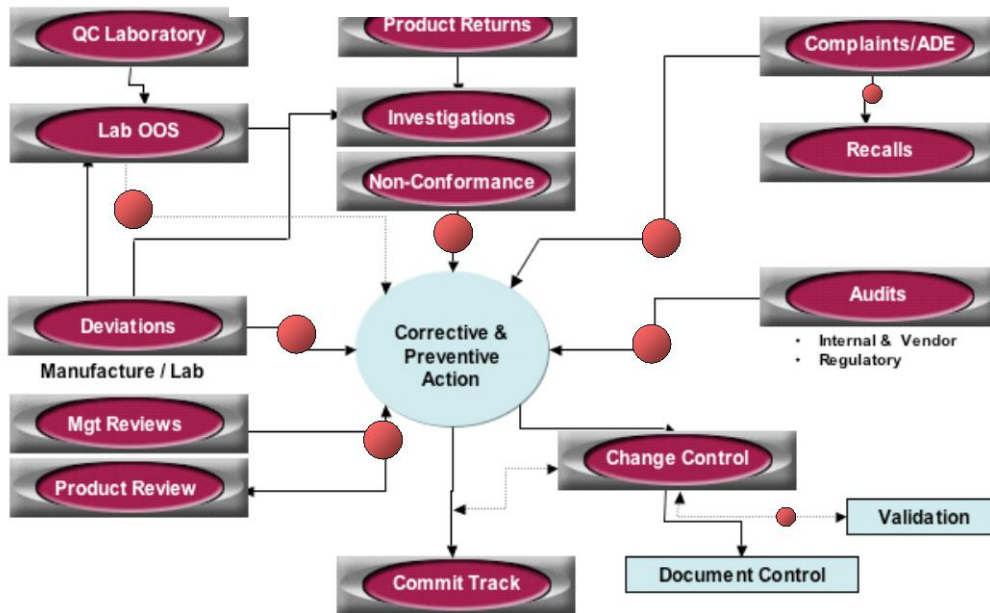 QC Laboratory
Product Returns
Complaints/ADE
Lab OOS
Investigations
Recalls
Non-Conformance
Deviations
Manufacture / Lab
Corrective &
Preventive
Action
Audits
• Internal & Vendor
• Regulatory
Mgt Reviews
Product Review
Change Control
Validation
Commit Track
Document Control